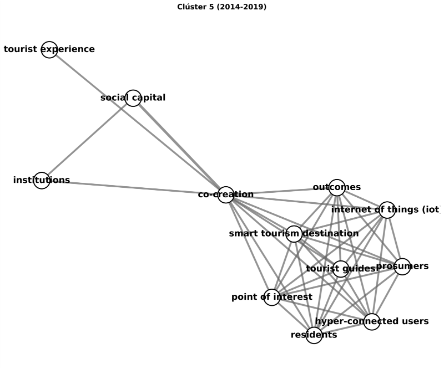 Clúster 5 (2014-2019)
tourist experience
social capital
institutions
co-creation
outcomes
internet of things (iot
smart tourism destination
tourist guides
prosumers
point of interest
hyper-connected users
residents